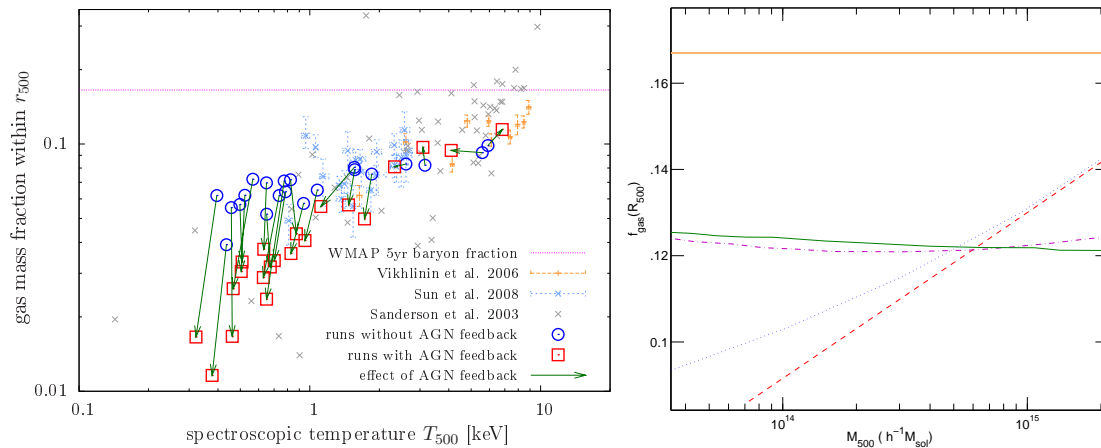 gas mass fraction within r500
0.1
0.01
WMAP 5yr baryon fraction
Vikhlinin et al. 2006
Sun et al. 2008
Sanderson et al. 2003
runs without AGN feedback
runs with AGN feedback
effect of AGN feedback
0.1
1
10
spectroscopic temperature T500 [keV]
fgas(R500)
.16
.14
.12
0.1
10^14
10^15
M500 ( h^-1Msol)